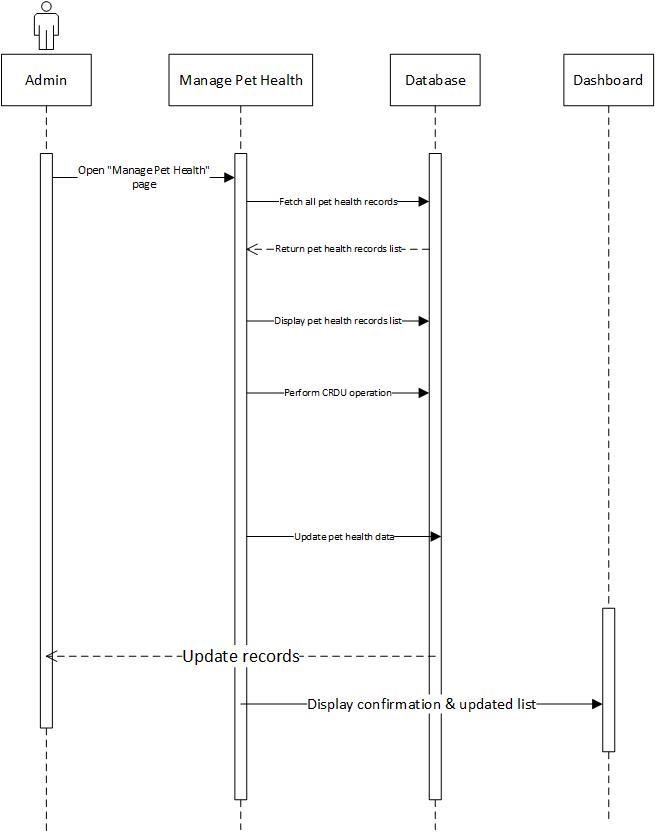 Admin
Manage Pet Health
Database
Dashboard
Open "Manage Pet Health"
page
Fetch all pet health records
Return pet health records list
Display pet health records list
Perform CRDU operation
Update pet health data
Update records
Display confirmation & updated list